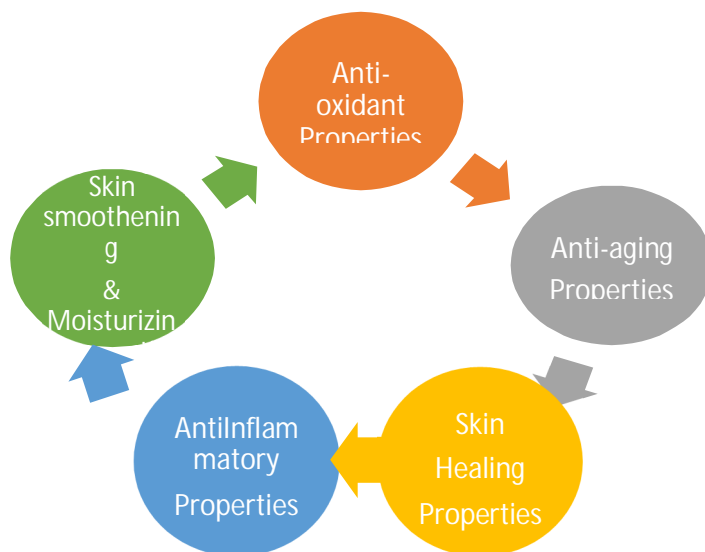 Anti-
oxidant
Properties
Anti-aging
Properties
Skin
Healing
Properties
AntiInflam
matory
Properties
Skin
smoothenin
g
&
Moisturizin